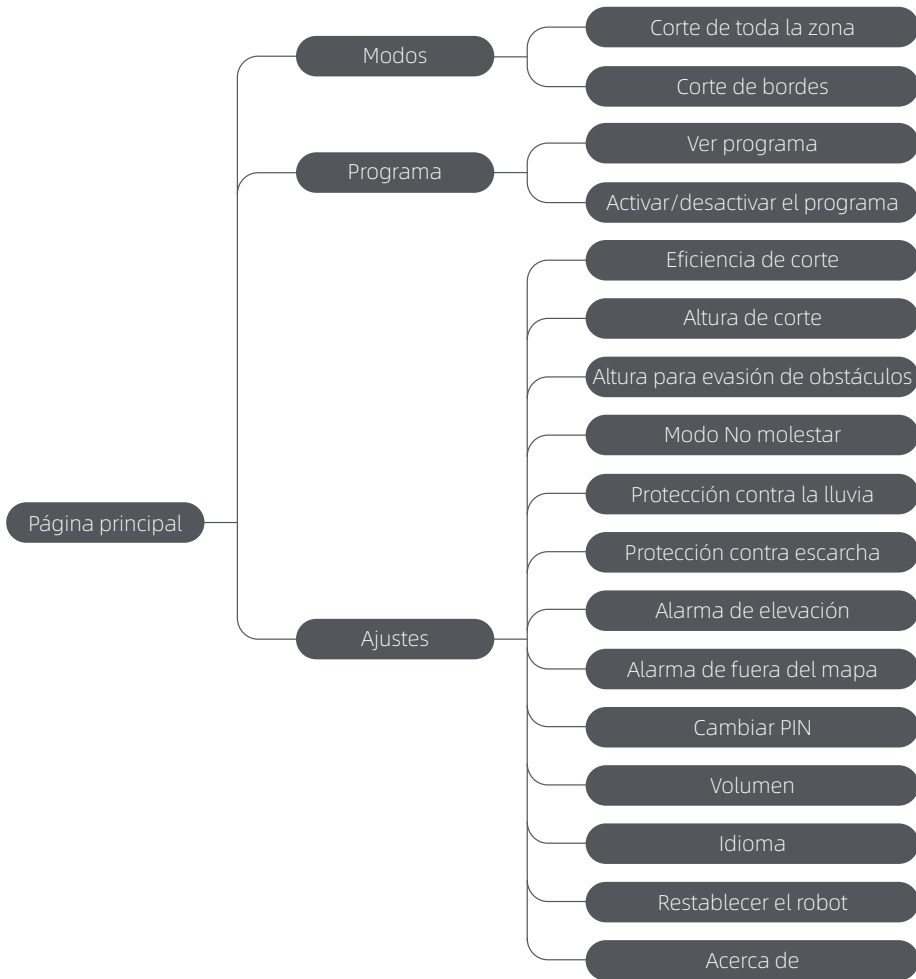 Página principal
Modos
Corte de toda la zona
Corte de bordes
Programa
Ver programa
Activar/desactivar el programa
Ajustes
Eficiencia de corte
Altura de corte
Altura para evasión de obstáculos
Modo No molestar
Protección contra la lluvia
Protección contra escarcha
Alarma de elevación
Alarma de fuera del mapa
Cambiar PIN
Volumen
Idioma
Restablecer el robot
Acerca de